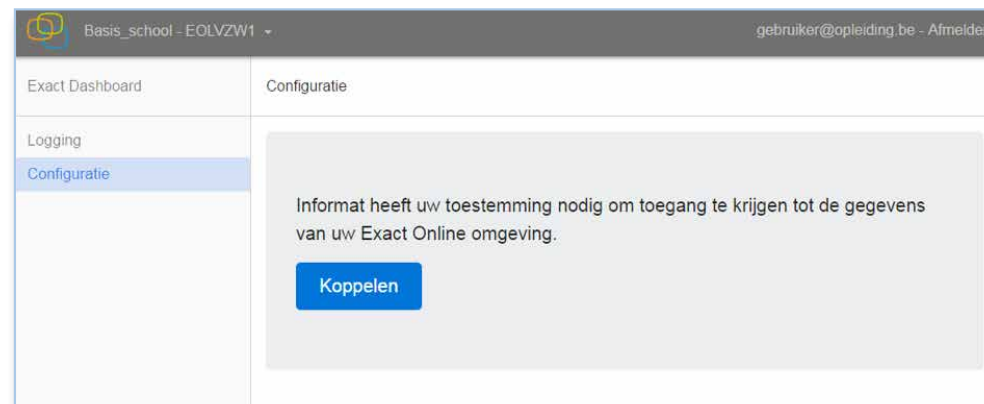 Basis_school - EOLVZW1
gebruiker@opleiding.be - Afmelde
Exact Dashboard
Configuratie
Logging
Configuratie
Informat heeft uw toestemming nodig om toegang te krijgen tot de gegevens
van uw Exact Online omgeving.
Koppelen